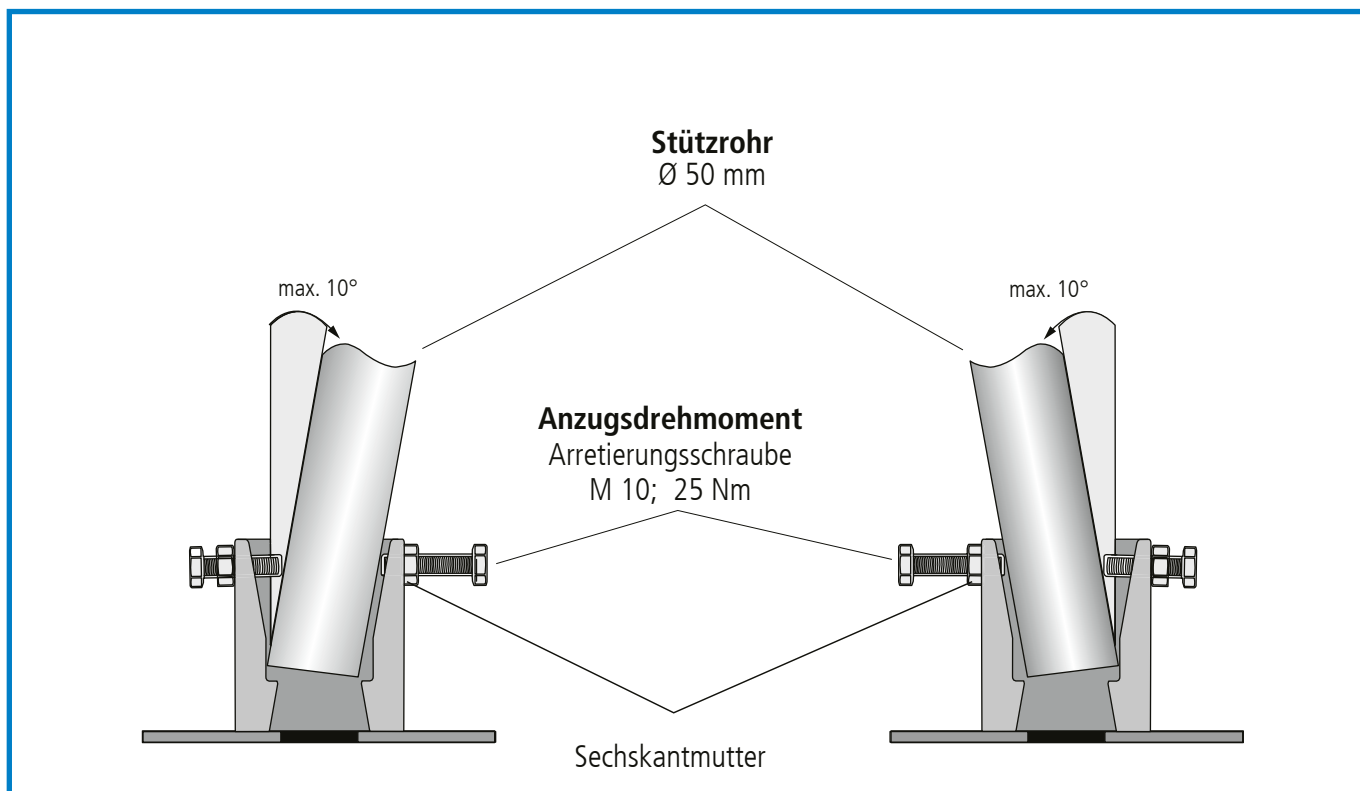 Stützrohr
Ø 50 mm
max. 10°
max. 10°
Anzugsdrehmoment
Arretierungsschraube
M 10; 25 Nm
Sechskantmutter